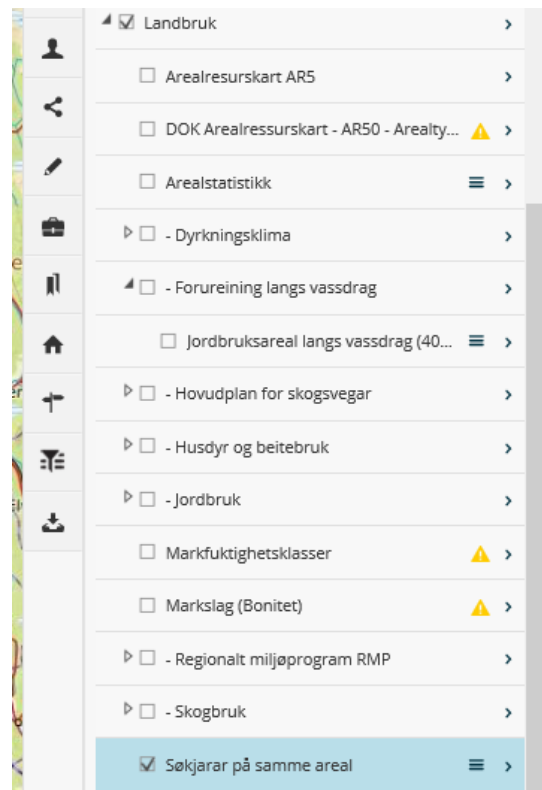 Landbruk
Arealresurskart AR5
DOK Arealressurskart - AR50 - Arealty...
Arealstatistikk
- Dyrkningsklima
- Forureining langs vassdrag
Jordbruksareal langs vassdrag (40...
- Hovudplan for skogsvegar
- Husdyr og beitebruk
- Jordbruk
Markfuktighetsklasser
Markslag (Bonitet)
- Regionalt miljøprogram RMP
- Skogbruk
Søkjarar på samme areal